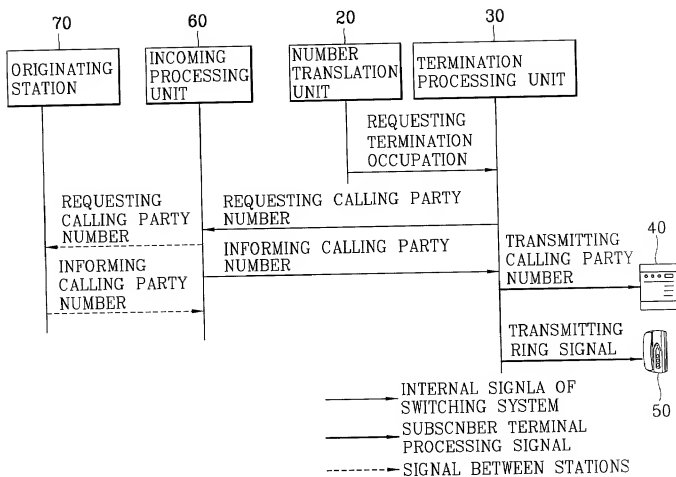 70
60
20
30
ORIGINATING
STATION
INCOMING
PROCESSING
UNIT
NUMBER
TRANSLATION
UNIT
TERMINATION
PROCESSING UNIT
REQUESTING
TERMINATION
OCCUPATION
REQUESTING
CALLING PARTY
NUMBER
REQUESTING CALLING PARTY
NUMBER
INFORMING
CALLING PARTY
NUMBER
INFORMING CALLING PARTY
NUMBER
TRANSMITTING
CALLING PARTY
NUMBER
40
TRANSMITTING
RING SIGNAL
50
INTERNAL SIGNLA OF
SWITCHING SYSTEM
SUBSCNBER TERMINAL
PROCESSING SIGNAL
SIGNAL BETWEEN STATIONS